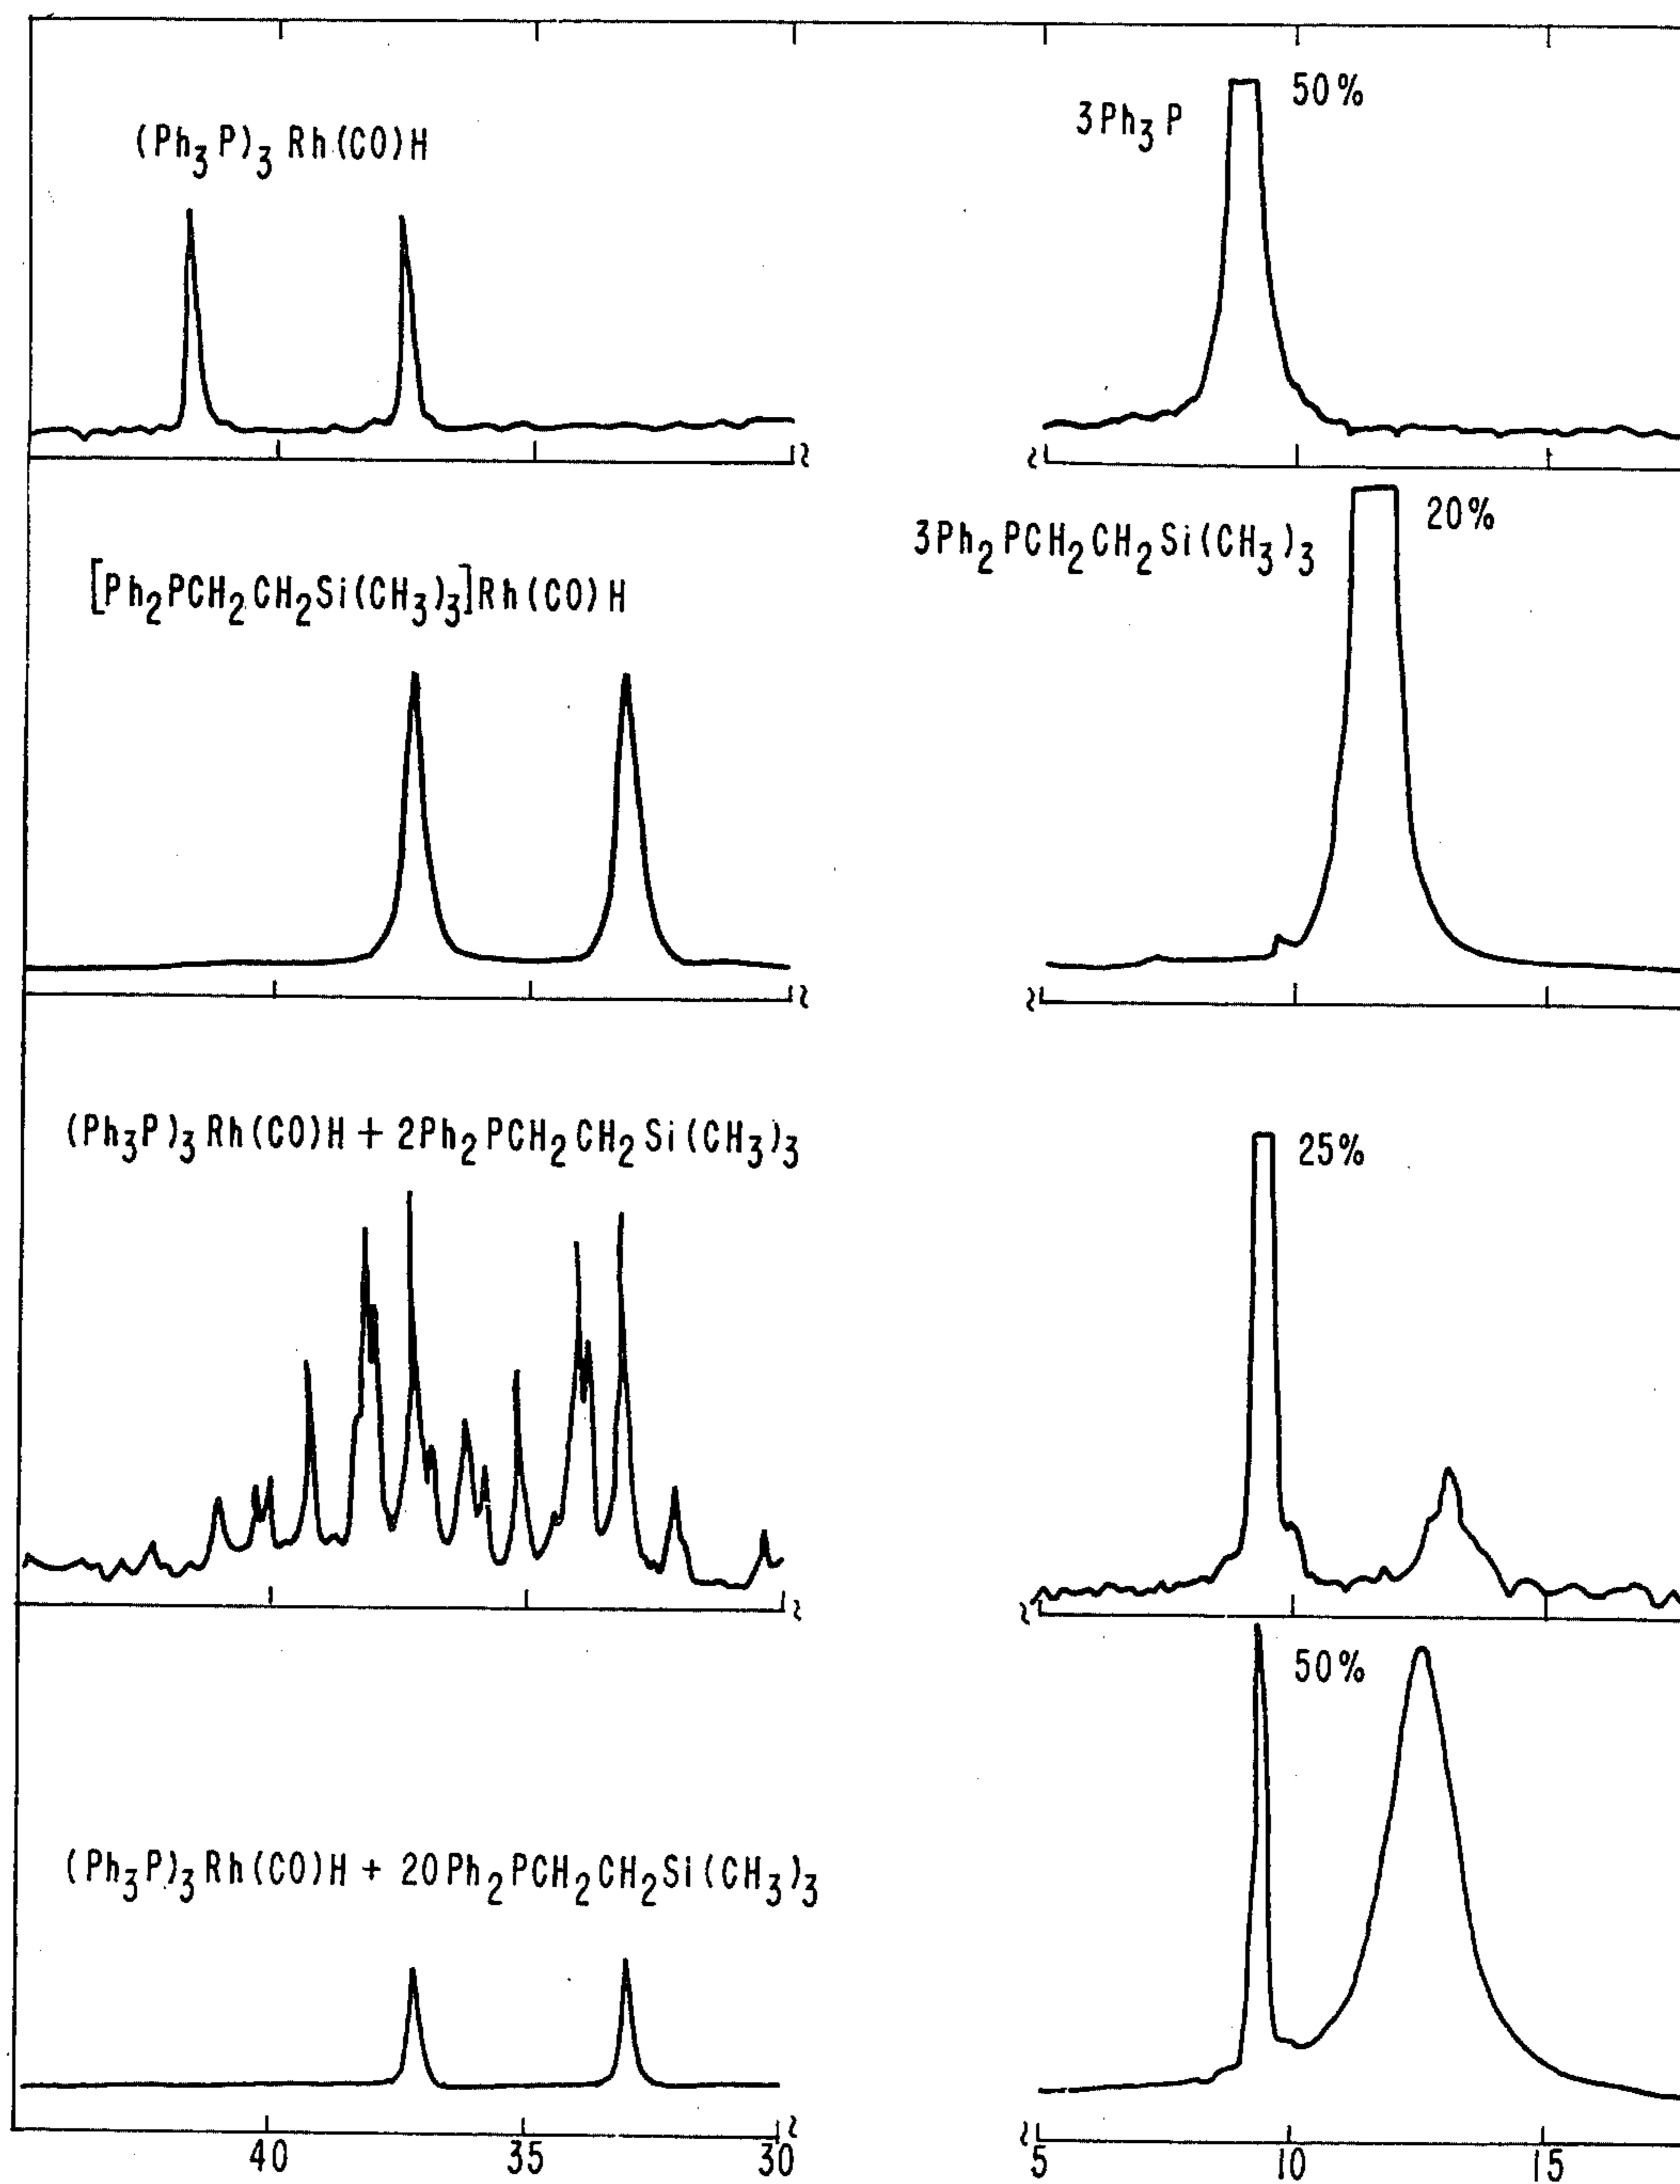 (Ph3P)3 Rh(CO)H
3Ph3P
50%
[Ph2PCH2CH2Si(CH3)3]Rh(CO)H
3Ph2PCH2CH2Si(CH3)3
20%
(Ph3P)3Rh(CO)H + 2Ph2PCH2CH2Si(CH3)3
25%
(Ph3P)3Rh(CO)H + 20Ph2PCH2CH2Si(CH3)3
50%
40 35 30 5 10 15